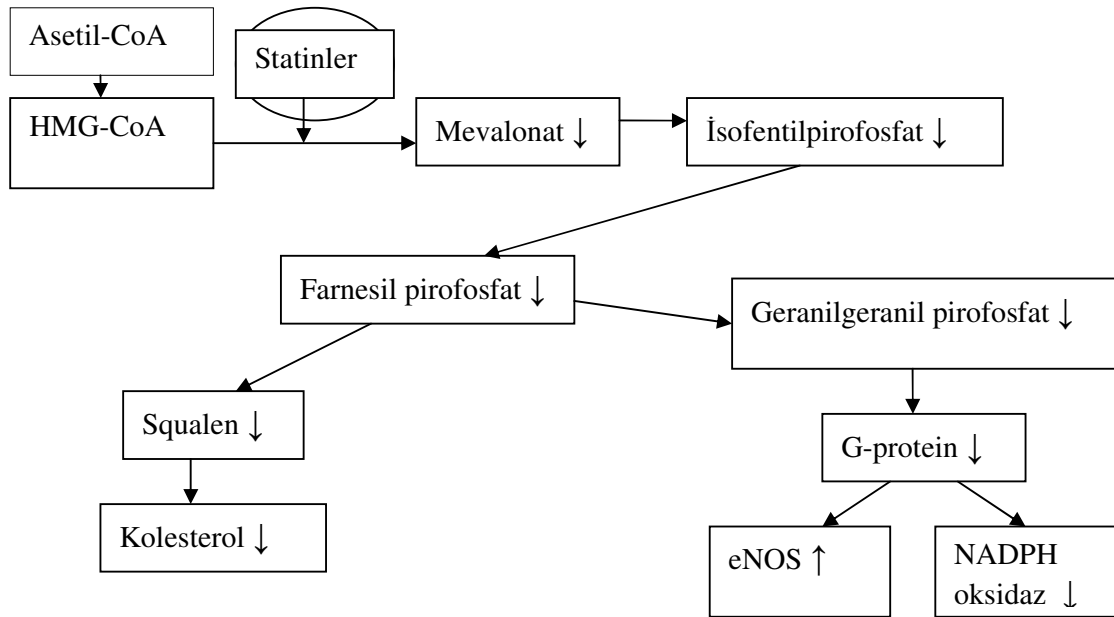 Asetil-CoA
Statinler
HMG-CoA
Mevalonat ↓
İsofentilpirofosfat ↓
Farnesil pirofosfat ↓
Geranilgeranil pirofosfat ↓
Squalen ↓
G-protein ↓
Kolesterol ↓
eNOS ↑
NADPH
oksidaz ↓